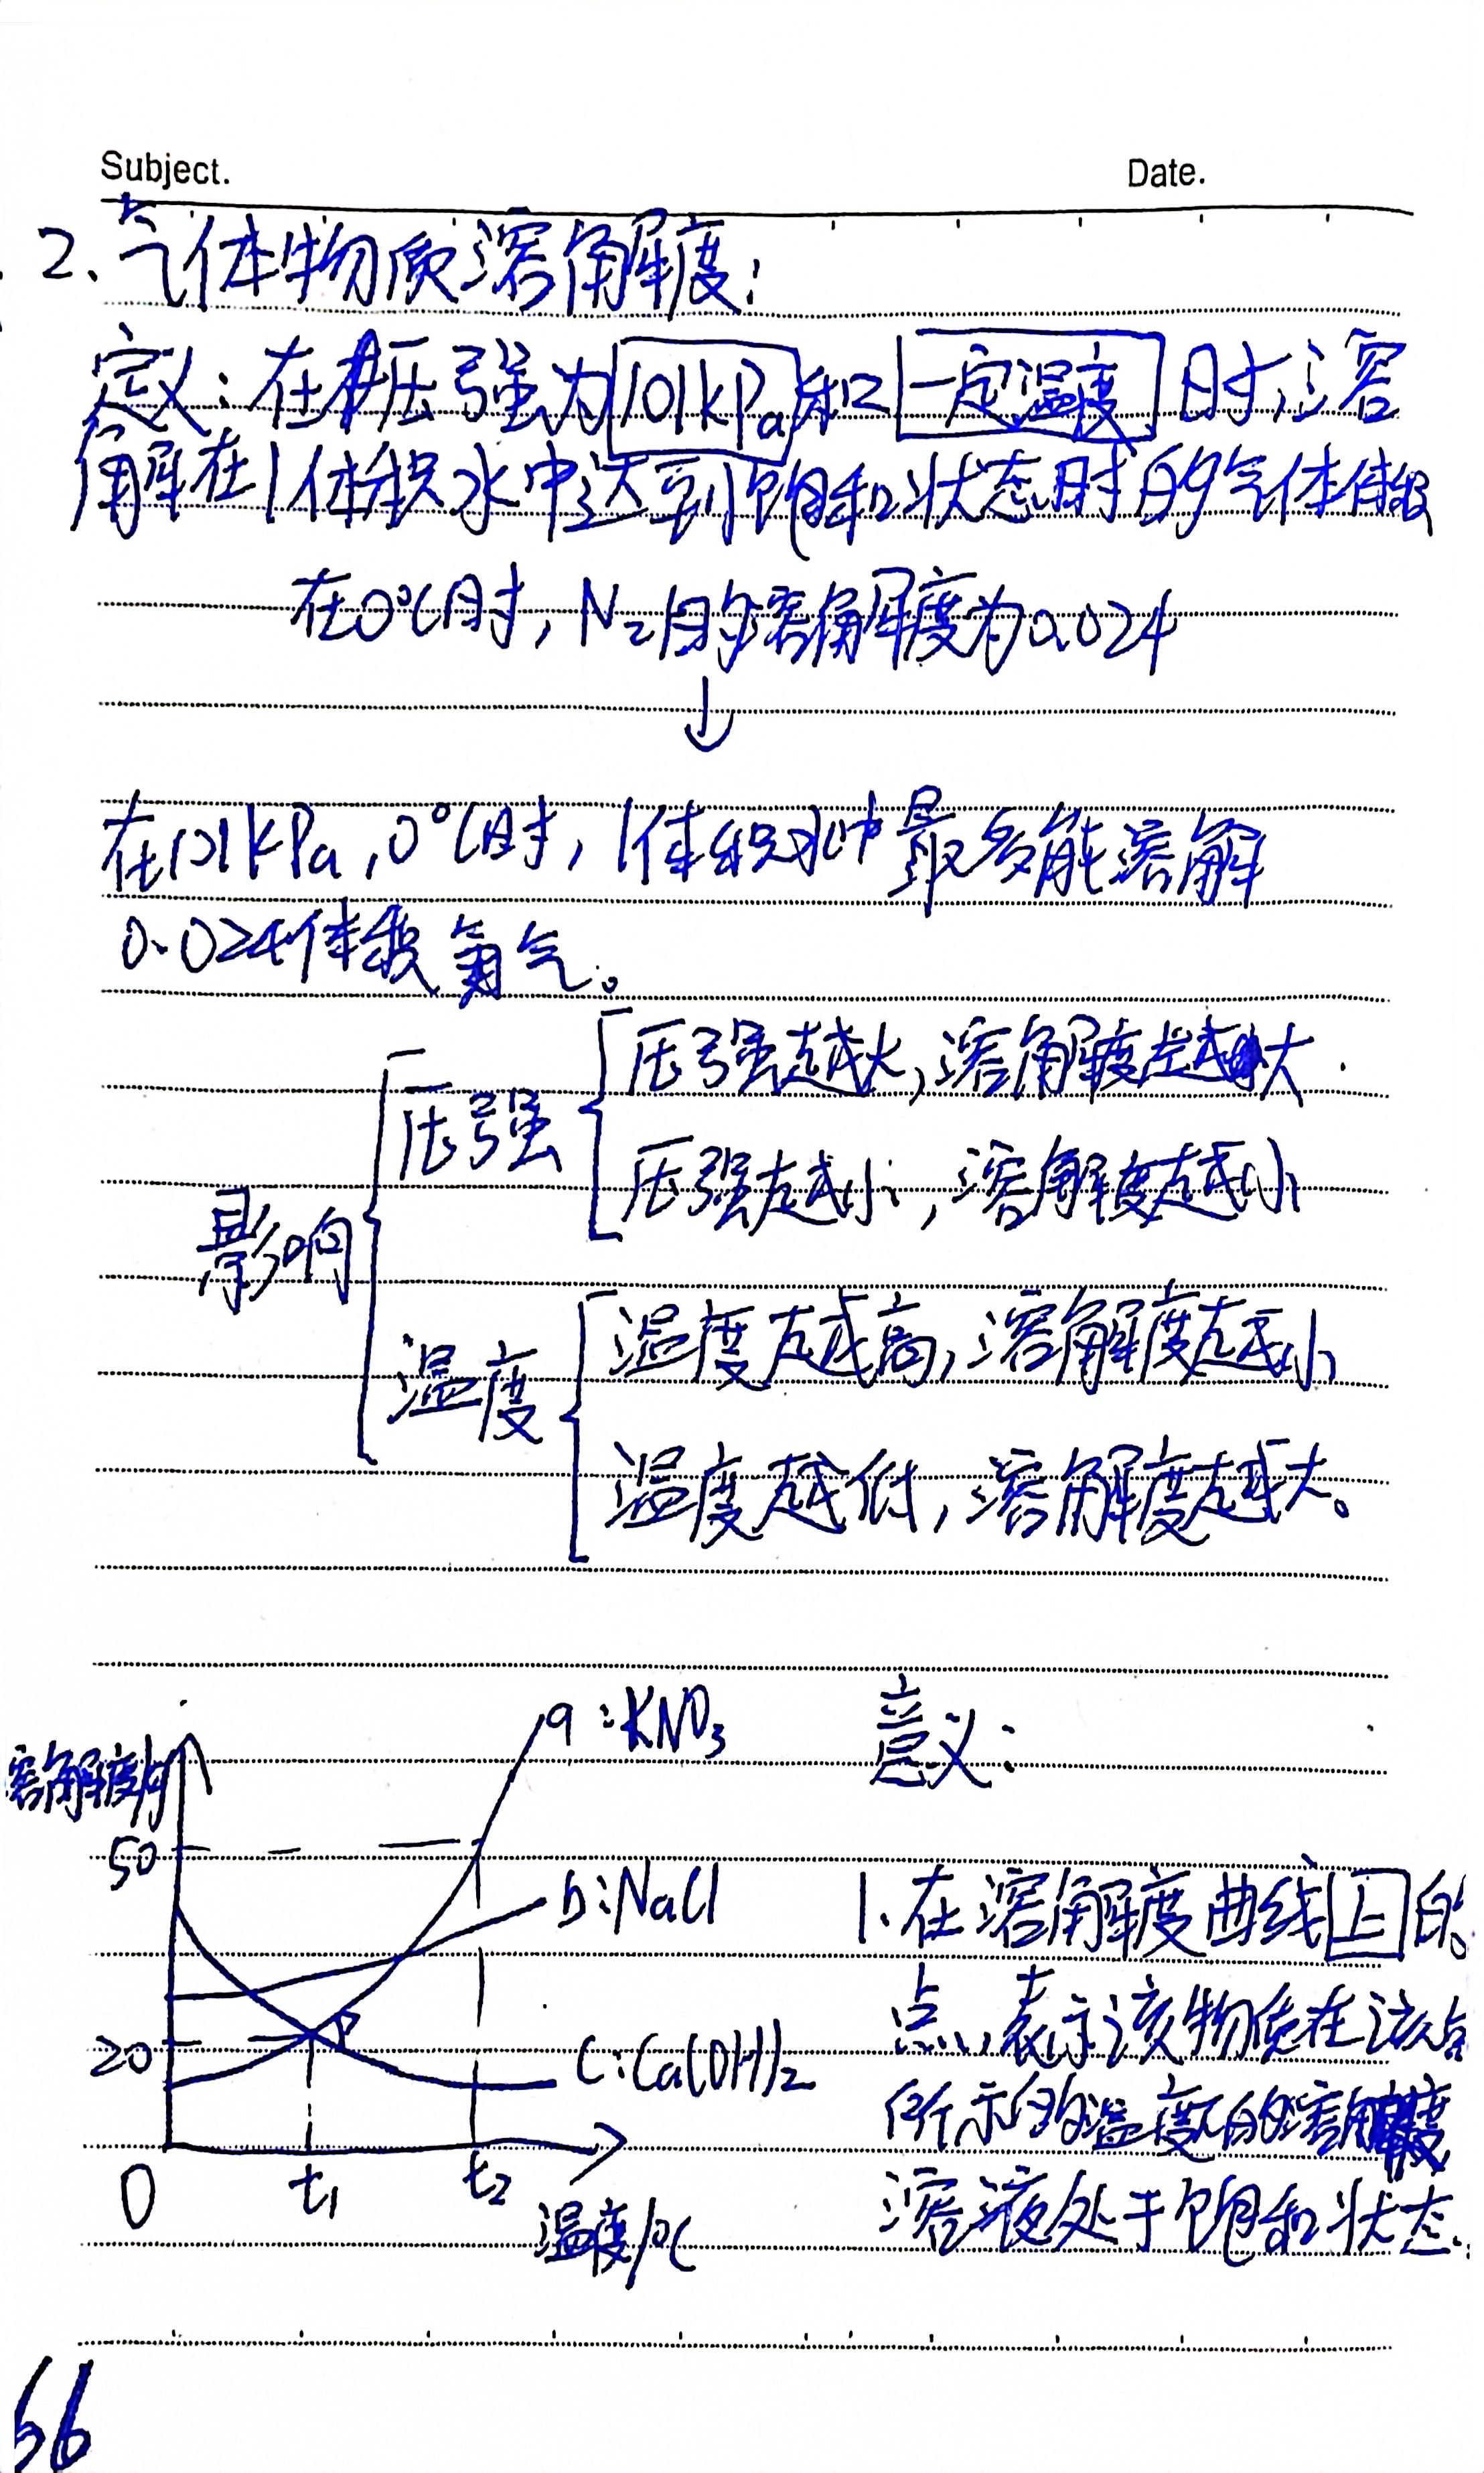 Subject. Date.
2、气体物质溶解度:
定义:在压强为101kPa和一定温度时,溶
解在1体积水中达到饱和状态时的气体体积
在0℃时,N₂的溶解度为0.024
↓
在101kPa,0℃时,1体积水中最多能溶解
0.024体积氮气。
影响
压强
压强越大,溶解度越大
压强越小,溶解度越小
温度
温度越高,溶解度越小
温度越低,溶解度越大。
溶解度/g
50
20
0
t₁
t₂
温度/℃
a:KNO₃
b:NaCl
C:Ca(OH)₂
P
意义:
1.在溶解度曲线上的
点,表示该物质在该点
所示的温度的溶解度
溶液处于饱和状态.
56